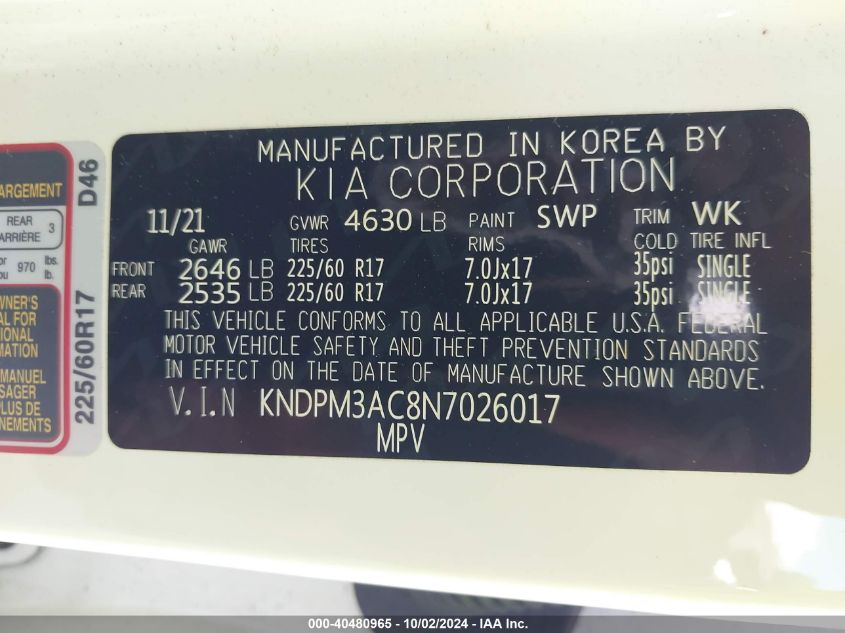 ARGEMENT
REAR
ARRIÈRE 3
or 970 lbs.
ou lb.
OWNER'S
AL FOR
IONAL
MATION
MANUEL
SAGER
PLUS DE
NEMENTS
225/60R17 D46
MANUFACTURED IN KOREA BY
KIA CORPORATION
11/21 GVWR 4630 LB PAINT SWP TRIM WK
GAWR TIRES RIMS COLD TIRE INFL
FRONT 2646 LB 225/60 R17 7.0Jx17 35psi SINGLE
REAR 2535 LB 225/60 R17 7.0Jx17 35psi SINGLE
THIS VEHICLE CONFORMS TO ALL APPLICABLE U.S.A. FEDERAL
MOTOR VEHICLE SAFETY AND THEFT PREVENTION STANDARDS
IN EFFECT ON THE DATE OF MANUFACTURE SHOWN ABOVE.
V.I.N KNDPM3AC8N7026017
MPV
000-40480965 - 10/02/2024 - IAA Inc.